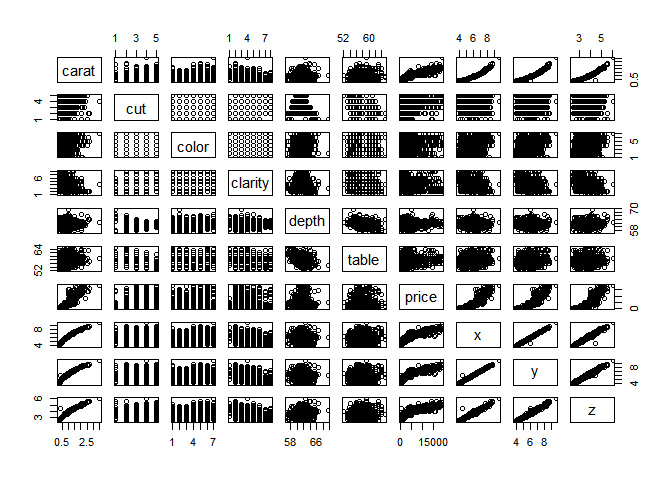 1 3 5 1 4 7 52 60 4 6 8 3 5
carat 0.5
1 4 cut
color 1 5
1 6 clarity
depth 58 70
52 64 table
price 0
4 8 x
y 4 8
3 6 z
0.5 2.5 1 4 7 58 66 0 15000 4 6 8